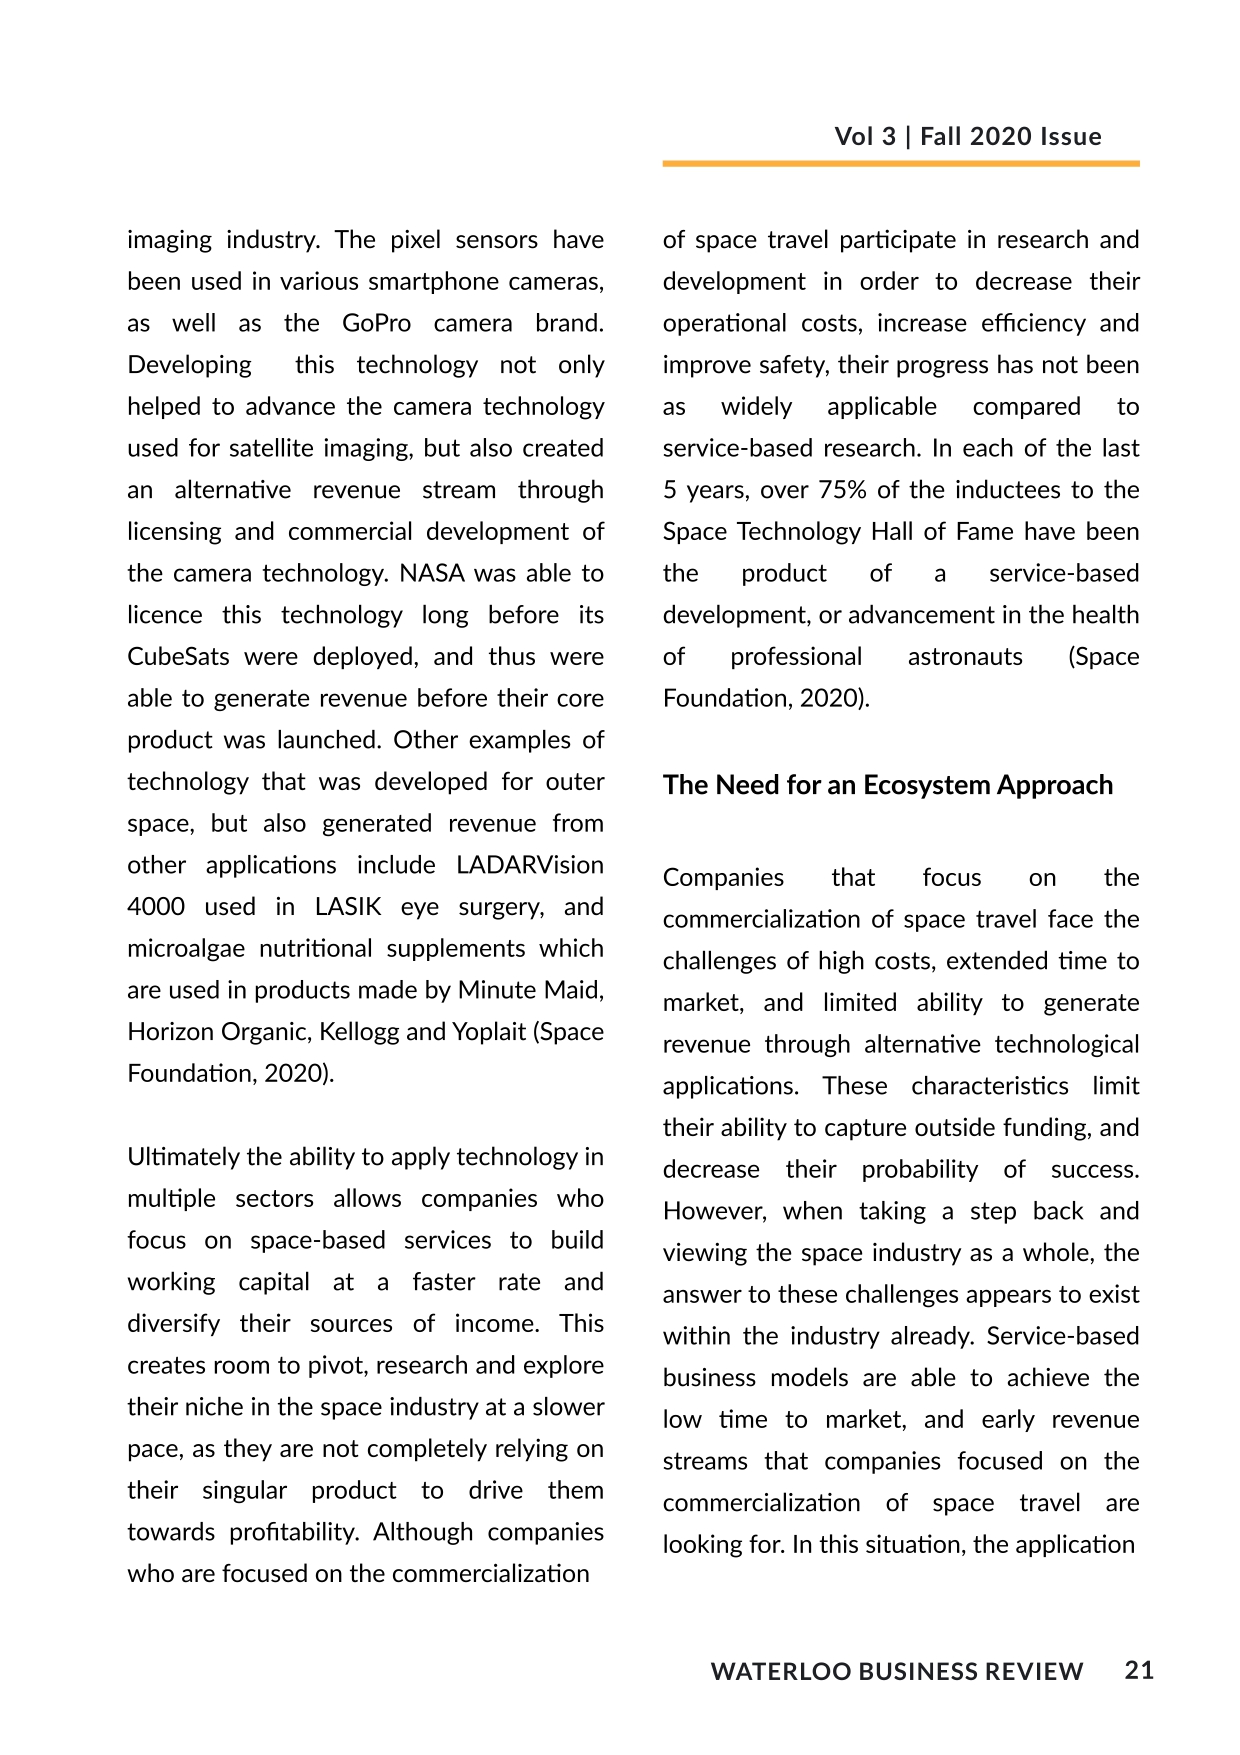 Vol 3 | Fall 2020 Issue
imaging industry. The pixel sensors have
been used in various smartphone cameras,
as well as the GoPro camera brand.
Developing this technology not only
helped to advance the camera technology
used for satellite imaging, but also created
an alternative revenue stream through
licensing and commercial development of
the camera technology. NASA was able to
licence this technology long before its
CubeSats were deployed, and thus were
able to generate revenue before their core
product was launched. Other examples of
technology that was developed for outer
space, but also generated revenue from
other applications include LADARVision
4000 used in LASIK eye surgery, and
microalgae nutritional supplements which
are used in products made by Minute Maid,
Horizon Organic, Kellogg and Yoplait (Space
Foundation, 2020).
Ultimately the ability to apply technology in
multiple sectors allows companies who
focus on space-based services to build
working capital at a faster rate and
diversify their sources of income. This
creates room to pivot, research and explore
their niche in the space industry at a slower
pace, as they are not completely relying on
their singular product to drive them
towards profitability. Although companies
who are focused on the commercialization
of space travel participate in research and
development in order to decrease their
operational costs, increase efficiency and
improve safety, their progress has not been
as widely applicable compared to
service-based research. In each of the last
5 years, over 75% of the inductees to the
Space Technology Hall of Fame have been
the product of a service-based
development, or advancement in the health
of professional astronauts (Space
Foundation, 2020).
The Need for an Ecosystem Approach
Companies that focus on the
commercialization of space travel face the
challenges of high costs, extended time to
market, and limited ability to generate
revenue through alternative technological
applications. These characteristics limit
their ability to capture outside funding, and
decrease their probability of success.
However, when taking a step back and
viewing the space industry as a whole, the
answer to these challenges appears to exist
within the industry already. Service-based
business models are able to achieve the
low time to market, and early revenue
streams that companies focused on the
commercialization of space travel are
looking for. In this situation, the application
WATERLOO BUSINESS REVIEW 21